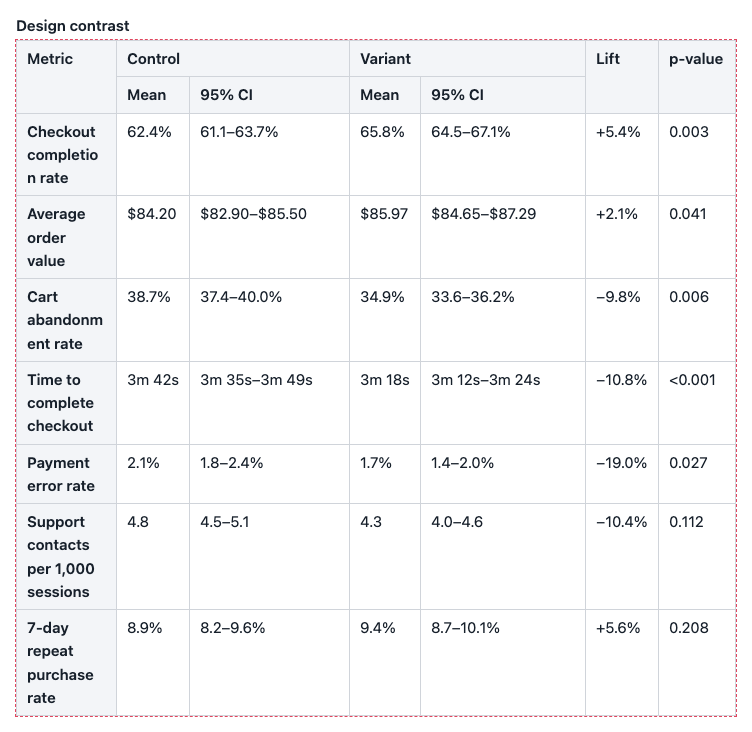 Design contrast
Metric Control Variant Lift p-value
Mean 95% CI Mean 95% CI
Checkout 62.4% 61.1–63.7% 65.8% 64.5–67.1% +5.4% 0.003
completio
n rate
Average $84.20 $82.90–$85.50 $85.97 $84.65–$87.29 +2.1% 0.041
order
value
Cart 38.7% 37.4–40.0% 34.9% 33.6–36.2% −9.8% 0.006
abandonm
ent rate
Time to 3m 42s 3m 35s–3m 49s 3m 18s 3m 12s–3m 24s −10.8% <0.001
complete
checkout
Payment 2.1% 1.8–2.4% 1.7% 1.4–2.0% −19.0% 0.027
error rate
Support 4.8 4.5–5.1 4.3 4.0–4.6 −10.4% 0.112
contacts
per 1,000
sessions
7-day 8.9% 8.2–9.6% 9.4% 8.7–10.1% +5.6% 0.208
repeat
purchase
rate